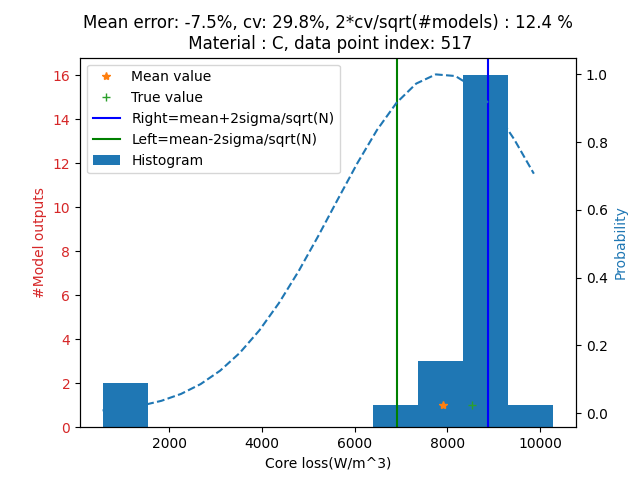 Mean error: -7.5%, cv: 29.8%, 2*cv/sqrt(#models) : 12.4 %
Material : C, data point index: 517
Mean value
True value
Right=mean+2sigma/sqrt(N)
Left=mean-2sigma/sqrt(N)
Histogram
16
14
12
10
8
6
4
2
0
#Model outputs
1.0
0.8
0.6
0.4
0.2
0.0
Probability
2000 4000 6000 8000 10000
Core loss(W/m^3)